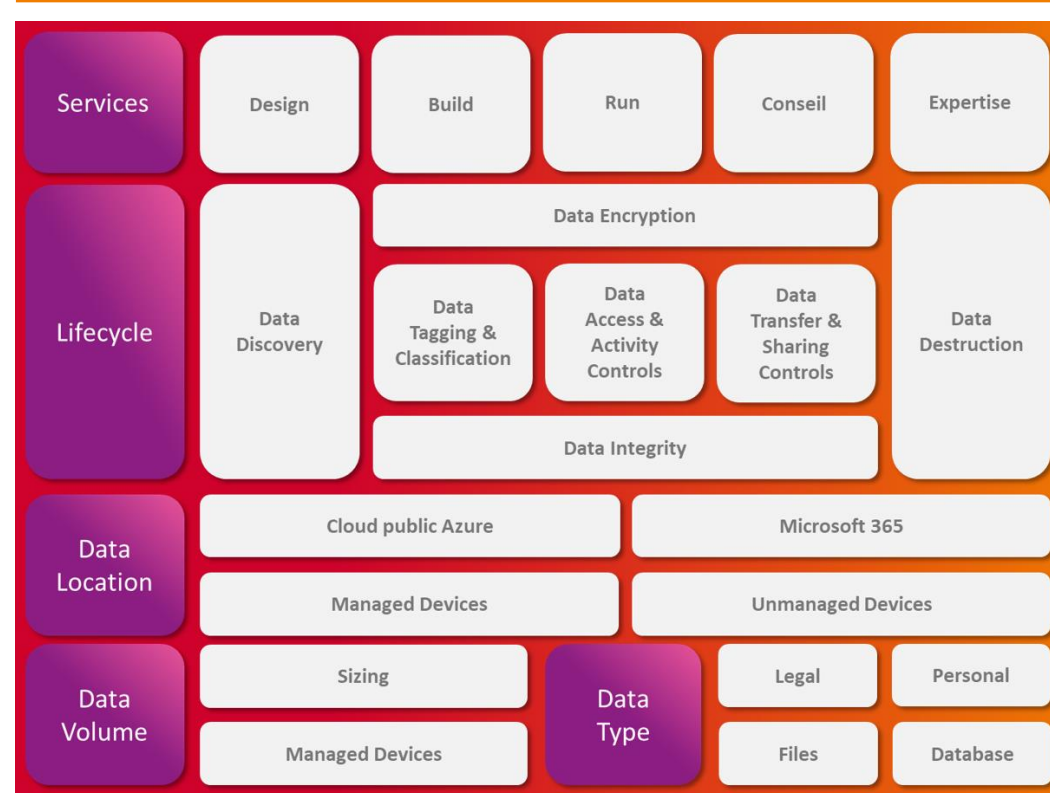 Services
Design
Build
Run
Conseil
Expertise
Lifecycle
Data
Discovery
Data Encryption
Data
Tagging &
Classification
Data
Access &
Activity
Controls
Data
Transfer &
Sharing
Controls
Data Integrity
Data
Destruction
Data
Location
Cloud public Azure
Microsoft 365
Managed Devices
Unmanaged Devices
Data
Volume
Sizing
Managed Devices
Data
Type
Legal
Personal
Files
Database